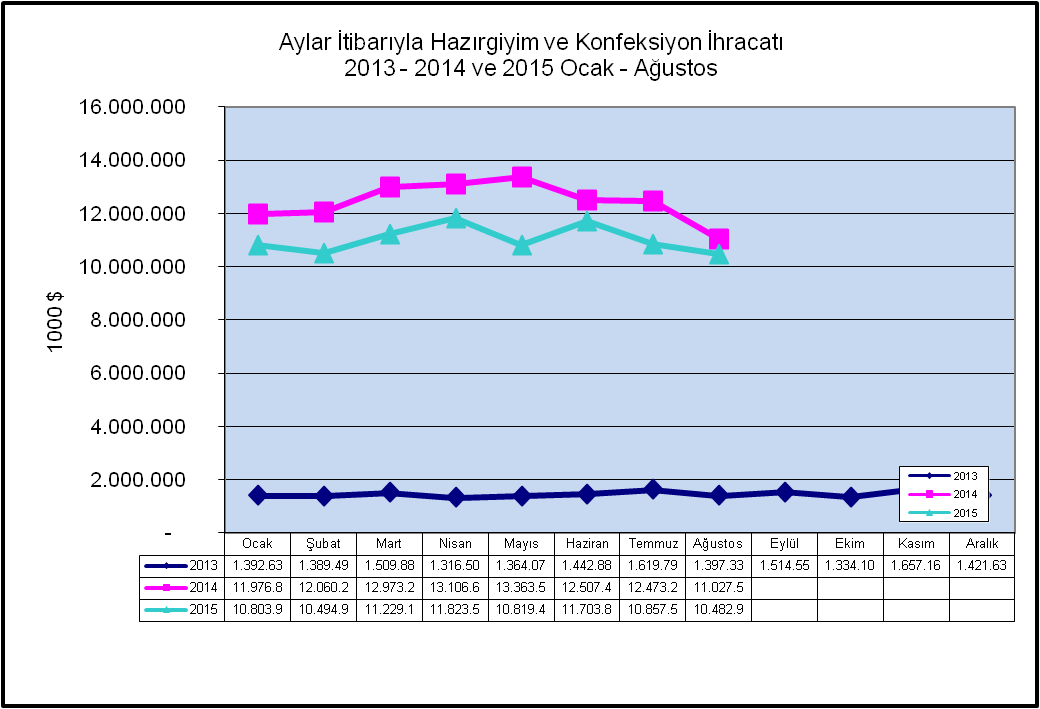 Aylar İtibarıyla Hazırgiyim ve Konfeksiyon İhracatı
2013 - 2014 ve 2015 Ocak - Ağustos
16.000.000
14.000.000
12.000.000
10.000.000
8.000.000
6.000.000
4.000.000
2.000.000
-
1000 $
2013
2014
2015
Ocak Şubat Mart Nisan Mayıs Haziran Temmuz Ağustos Eylül Ekim Kasım Aralık
2013 1.392.63 1.389.49 1.509.88 1.316.50 1.364.07 1.442.88 1.619.79 1.397.33 1.514.55 1.334.10 1.657.16 1.421.63
2014 11.976.8 12.060.2 12.973.2 13.106.6 13.363.5 12.507.4 12.473.2 11.027.5
2015 10.803.9 10.494.9 11.229.1 11.823.5 10.819.4 11.703.8 10.857.5 10.482.9